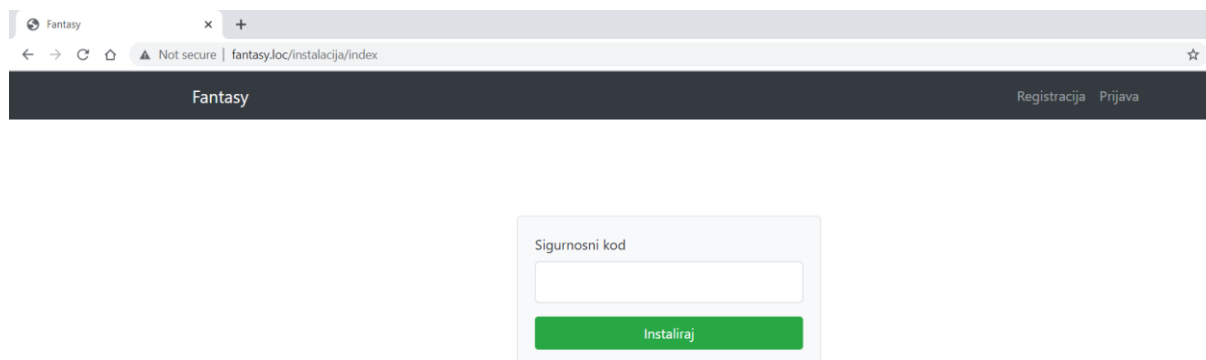 Fantasy
Not secure | fantasy.loc/instalacija/index
Fantasy Registracija Prijava
Sigurnosni kod
Instaliraj